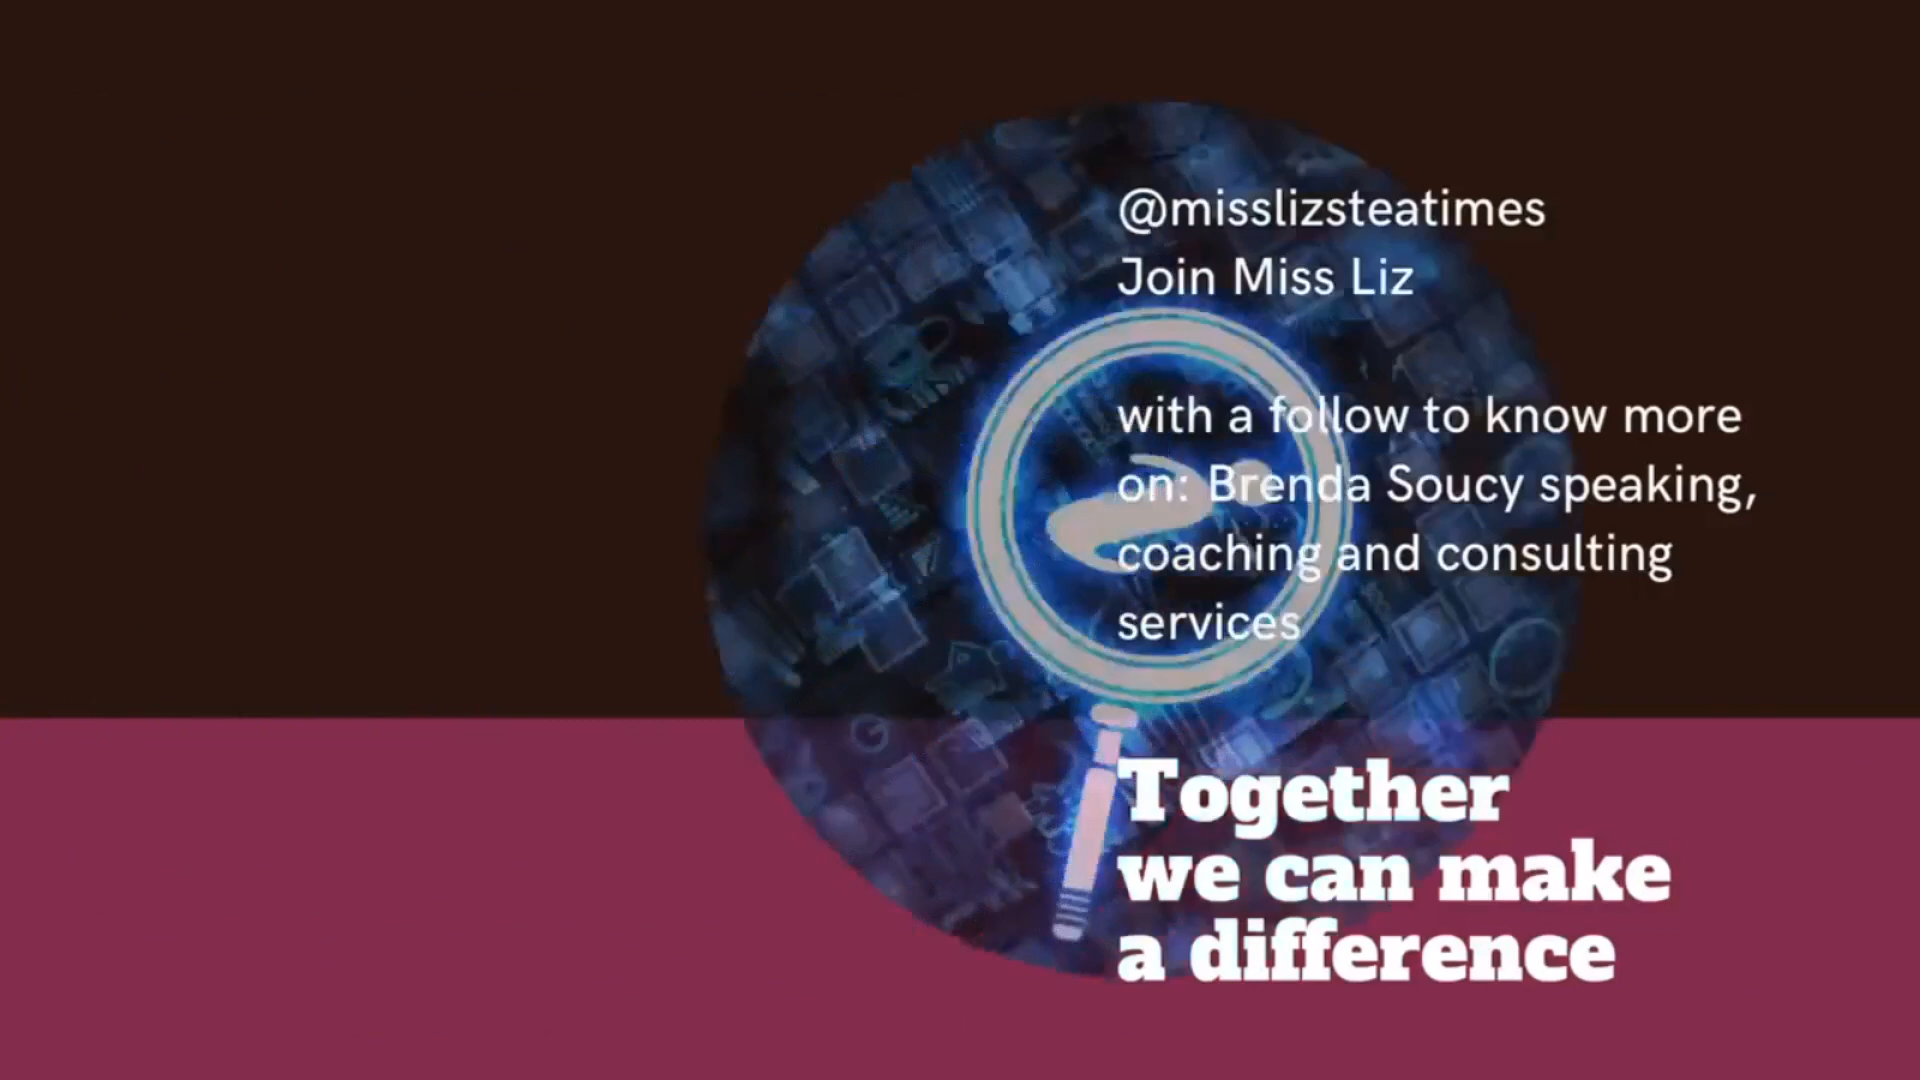 @misslizsteatimes
Join Miss Liz
with a follow to know more
on: Brenda Soucy speaking,
coaching and consulting
services
Together
we can make
a difference